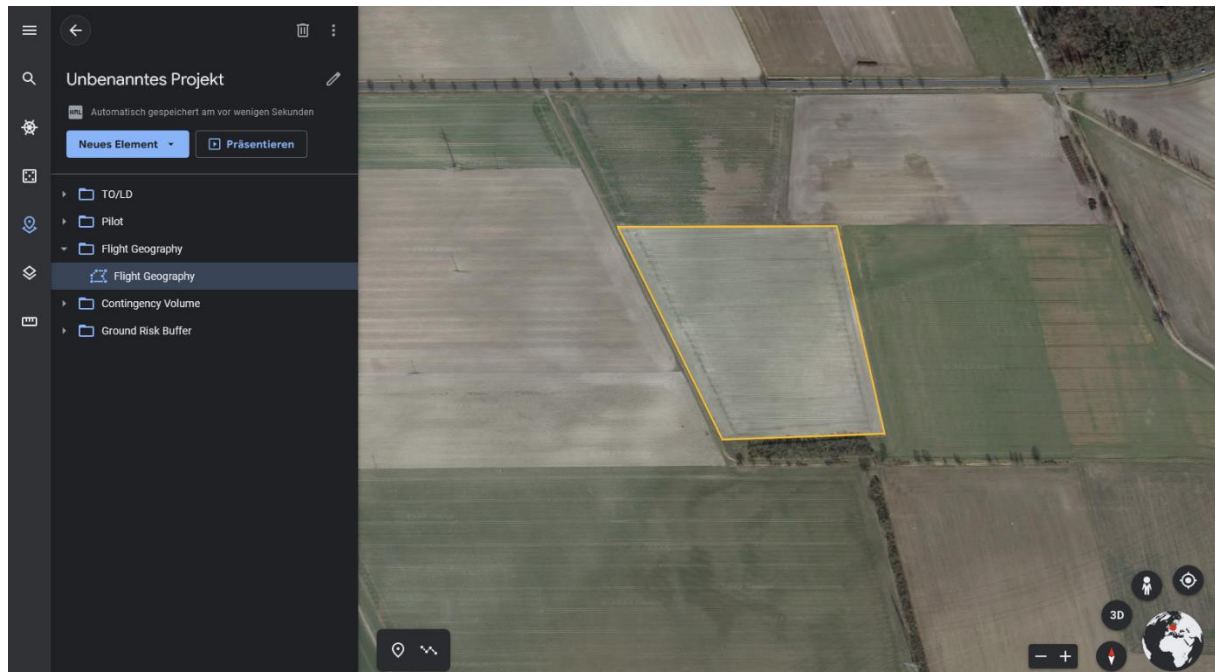 Unbenanntes Projekt
KML Automatisch gespeichert am vor wenigen Sekunden
Neues Element Präsentieren
TO/LD
Pilot
Flight Geography
Flight Geography
Contingency Volume
Ground Risk Buffer
3D